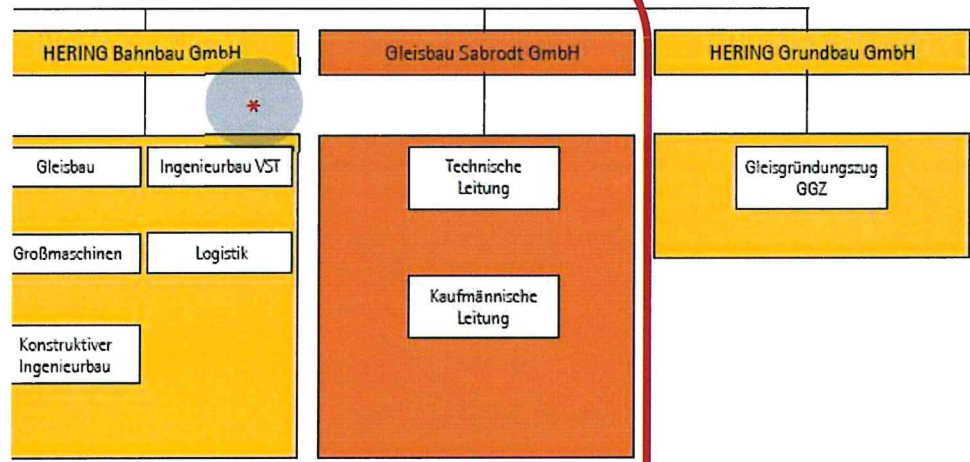 HERING Bahnbau GmbH
Gleisbau Sabrodt GmbH
HERING Grundbau GmbH
*
Gleisbau
Ingenieurbau VST
Großmaschinen
Logistik
Konstruktiver
Ingenieurbau
Technische
Leitung
Kaufmännische
Leitung
Gleisgründungszug
GGZ